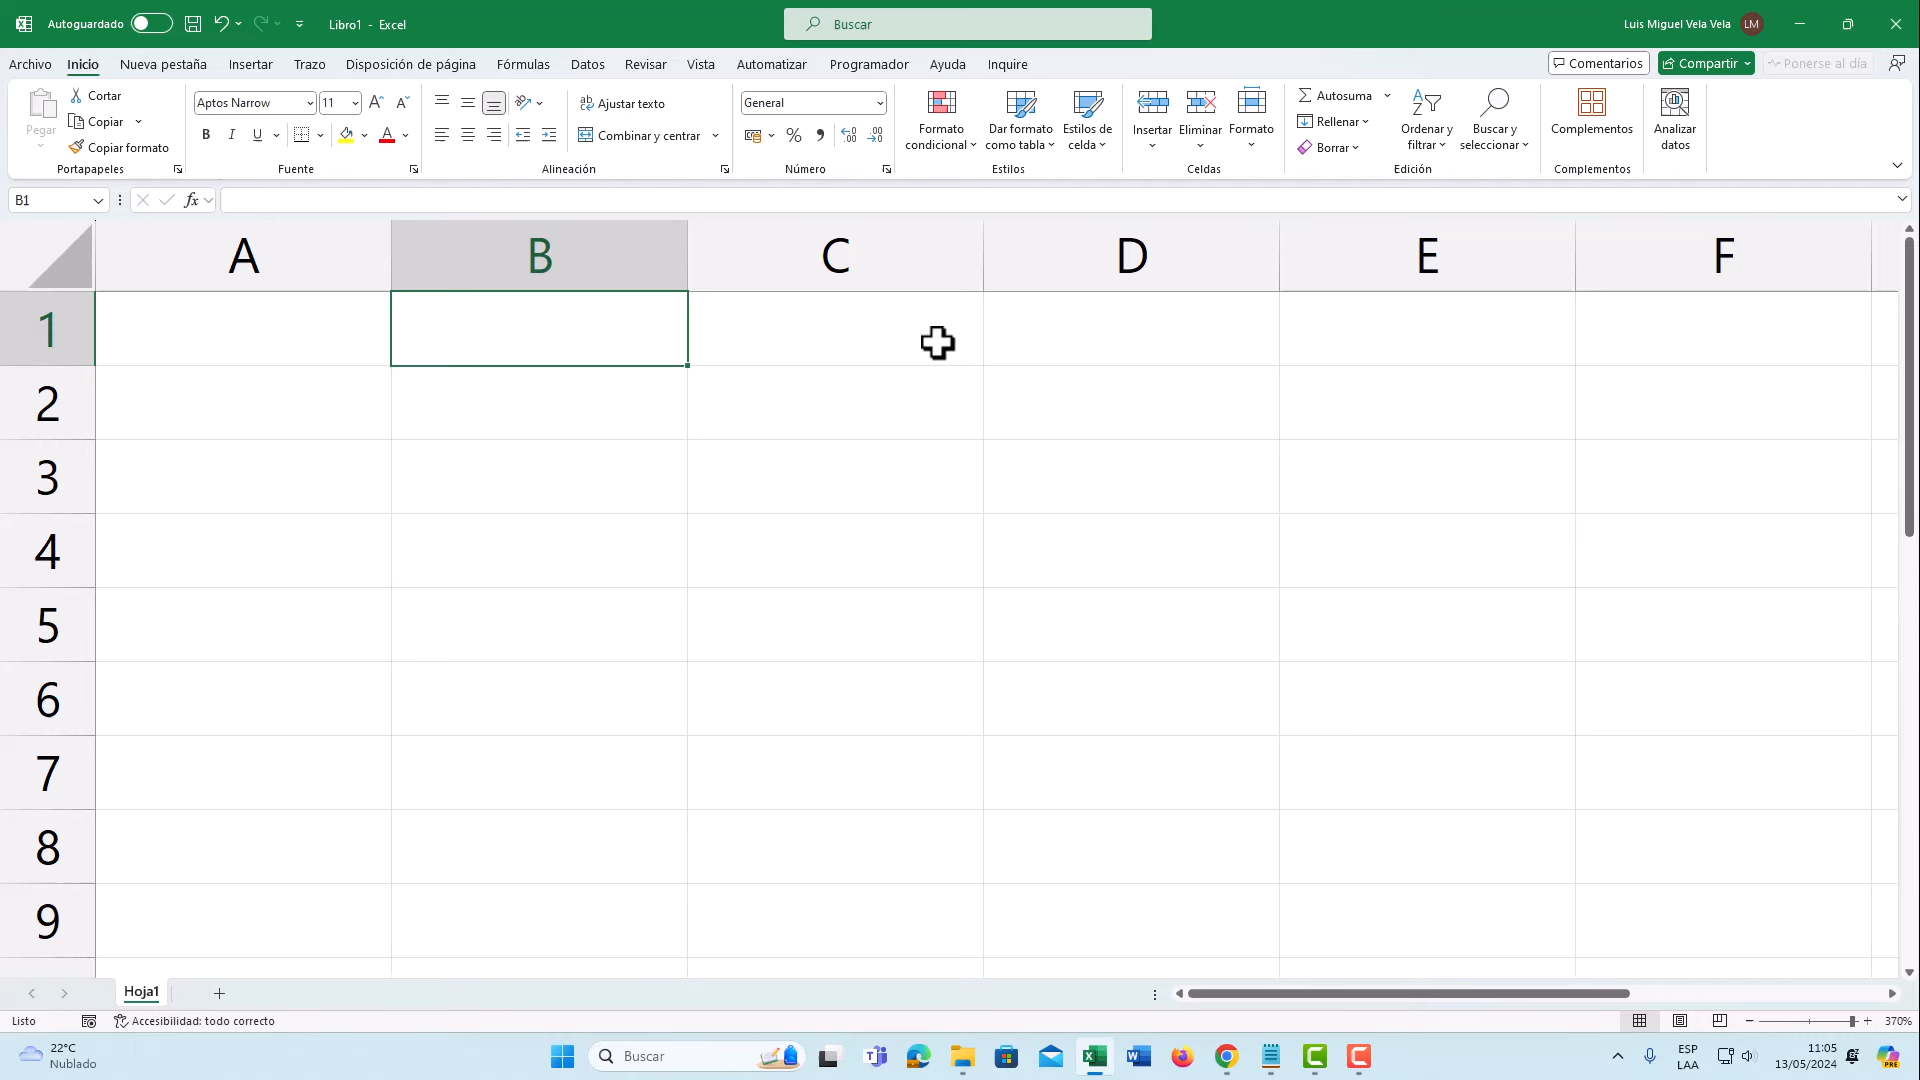 Autoguardado
Libro1 - Excel
Buscar
Luis Miguel Vela Vela
LM
Archivo Inicio Nueva pestaña Insertar Trazo Disposición de página Fórmulas Datos Revisar Vista Automatizar Programador Ayuda Inquire
Comentarios
Compartir
Ponerse al día
Pegar
Cortar
Copiar
Copiar formato
Portapapeles
Aptos Narrow
11
Fuente
Ajustar texto
Combinar y centrar
Alineación
General
Número
Formato
condicional
Dar formato
como tabla
Estilos de
celda
Estilos
Insertar
Eliminar
Formato
Celdas
Autosuma
Rellenar
Borrar
Ordenar y
filtrar
Buscar y
seleccionar
Edición
Complementos
Complementos
Analizar
datos
B1
fx
A B C D E F
1
2
3
4
5
6
7
8
9
Hoja1
Listo
Accesibilidad: todo correcto
370%
22°C
Nublado
Buscar
ESP
LAA
11:05
13/05/2024
PRE